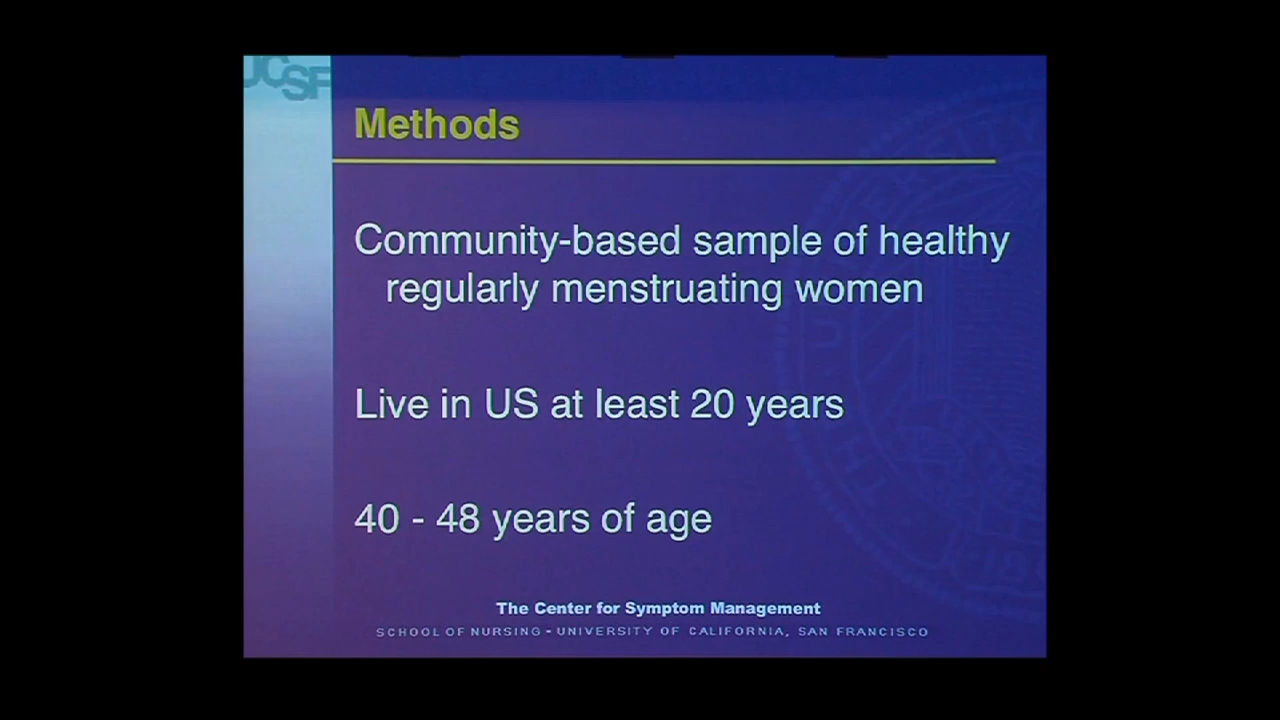 UCSF
Methods
Community-based sample of healthy
regularly menstruating women
Live in US at least 20 years
40 - 48 years of age
The Center for Symptom Management
SCHOOL OF NURSING - UNIVERSITY OF CALIFORNIA, SAN FRANCISCO